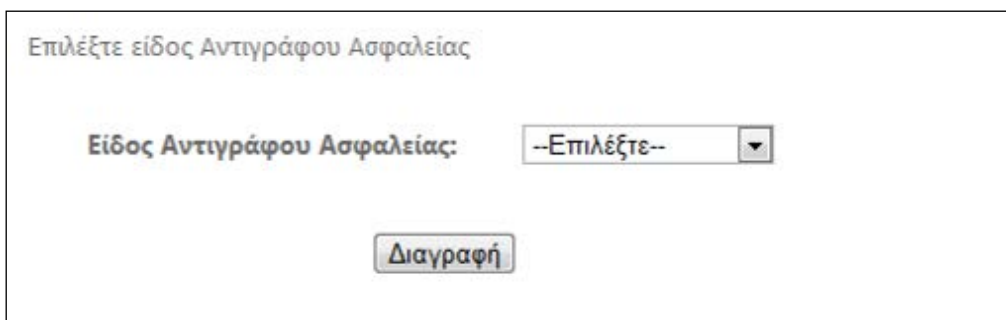 Επιλέξτε είδος Αντιγράφου Ασφαλείας
Είδος Αντιγράφου Ασφαλείας: --Επιλέξτε--
Διαγραφή